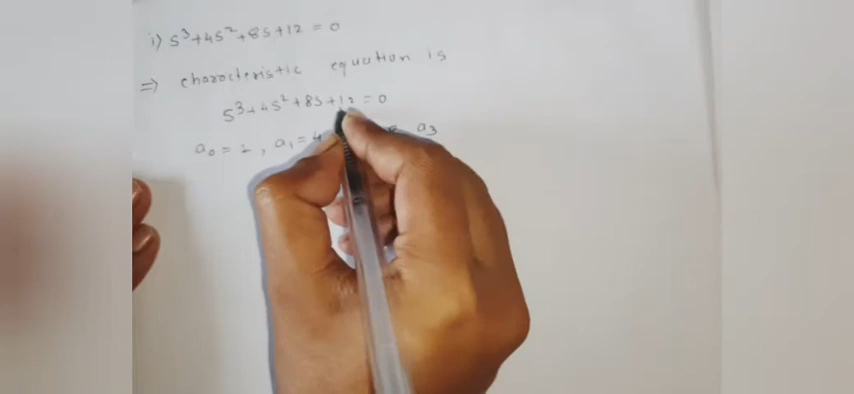 i) s³+4s²+8s+12 = 0
⇒ characteristic equation is
s³+4s²+8s+12 = 0
a₀ = 1, a₁ = 4 a₃